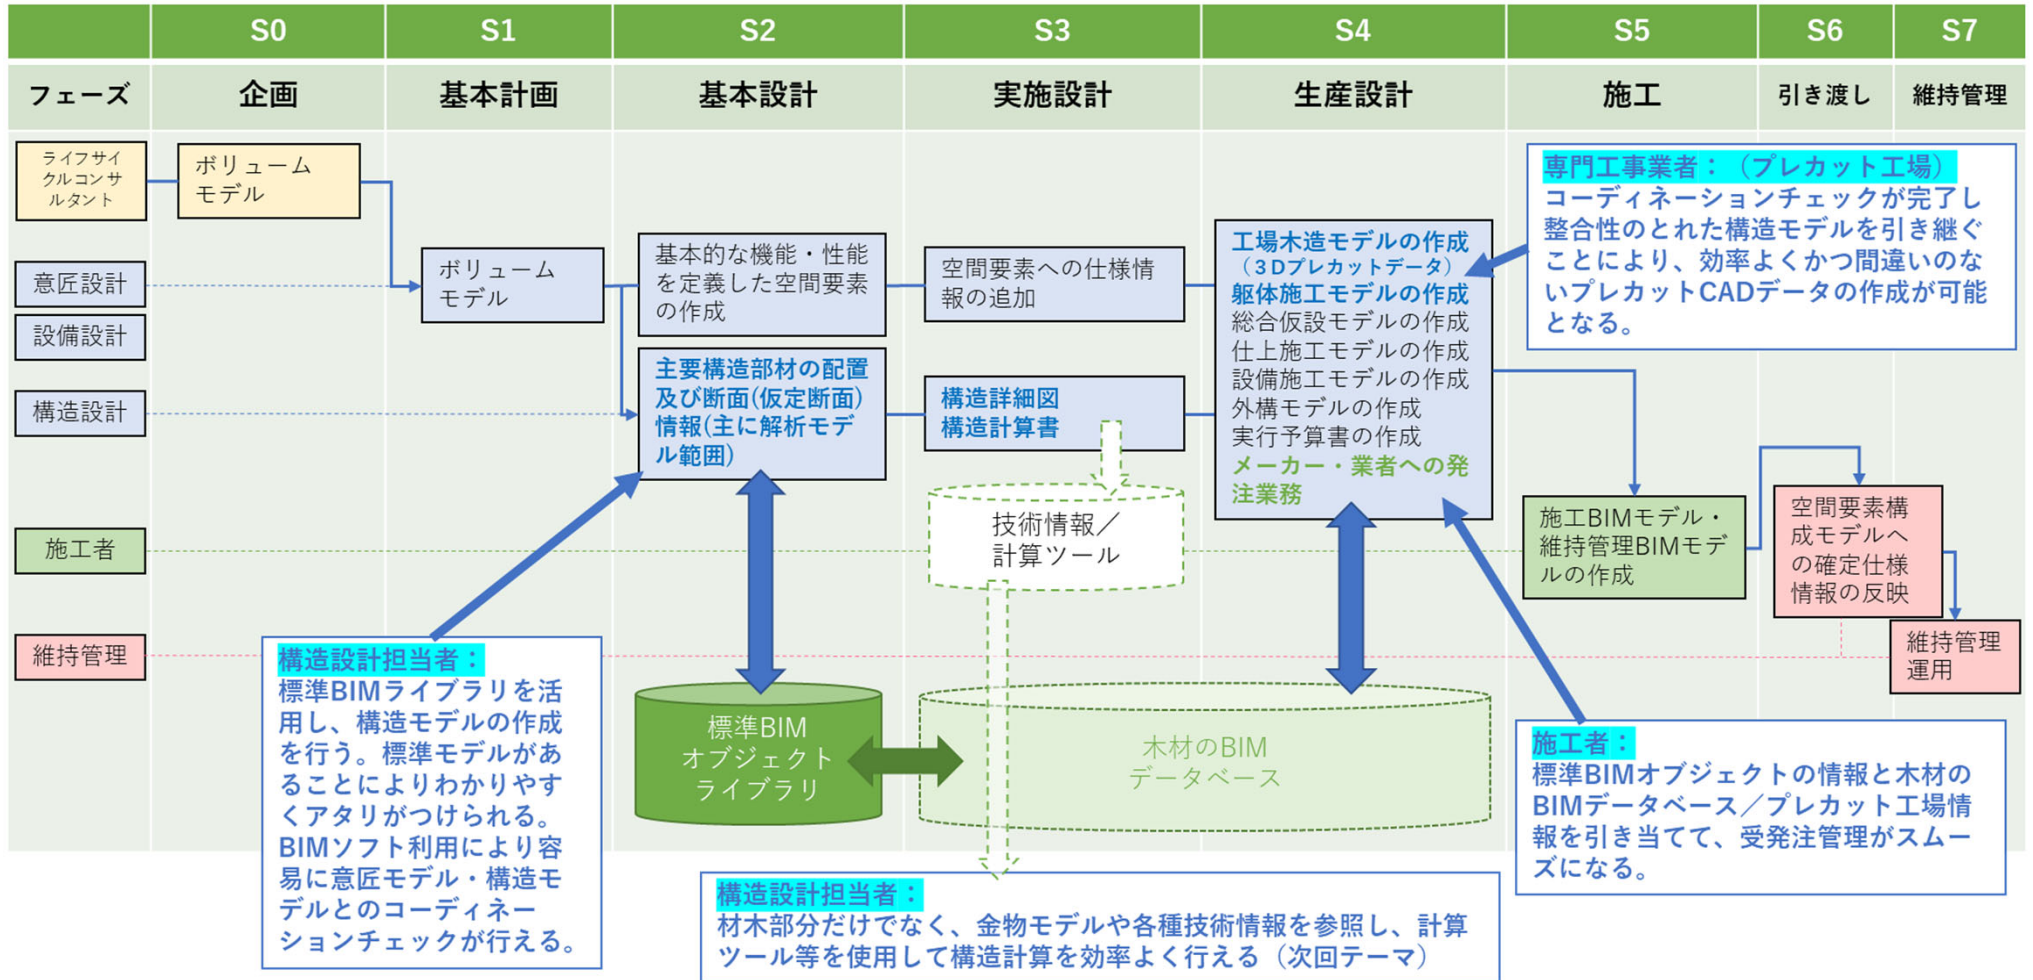 S0
S1
S2
S3
S4
S5
S6
S7
フェーズ
企画
基本計画
基本設計
実施設計
生産設計
施工
引き渡し
維持管理
ライフサイ
クルコンサ
ルタント
ボリューム
モデル
意匠設計
設備設計
構造設計
施工者
維持管理
ボリューム
モデル
基本的な機能・性能
を定義した空間要素
の作成
主要構造部材の配置
及び断面(仮定断面)
情報(主に解析モデ
ル範囲)
空間要素への仕様情
報の追加
構造詳細図
構造計算書
技術情報／
計算ツール
工場木造モデルの作成
（3Dプレカットデータ）
躯体施工モデルの作成
総合仮設モデルの作成
仕上施工モデルの作成
設備施工モデルの作成
外構モデルの作成
実行予算書の作成
メーカー・業者への発
注業務
専門工事業者：（プレカット工場）
コーディネーションチェックが完了し
整合性のとれた構造モデルを引き継ぐ
ことにより、効率よくかつ間違いのな
いプレカットCADデータの作成が可能
となる。
施工BIMモデル・
維持管理BIMモデ
ルの作成
空間要素構
成モデルへ
の確定仕様
情報の反映
維持管理
運用
構造設計担当者：
標準BIMライブラリを活
用し、構造モデルの作成
を行う。標準モデルがあ
ることによりわかりやす
くアタリがつけられる。
BIMソフト利用により容
易に意匠モデル・構造モ
デルとのコーディネー
ションチェックが行える。
標準BIM
オブジェクト
ライブラリ
木材のBIM
データベース
施工者：
標準BIMオブジェクトの情報と木材の
BIMデータベース／プレカット工場情
報を引き当てて、受発注管理がスムー
ズになる。
構造設計担当者：
材木部分だけでなく、金物モデルや各種技術情報を参照し、計算
ツール等を使用して構造計算を効率よく行える（次回テーマ）